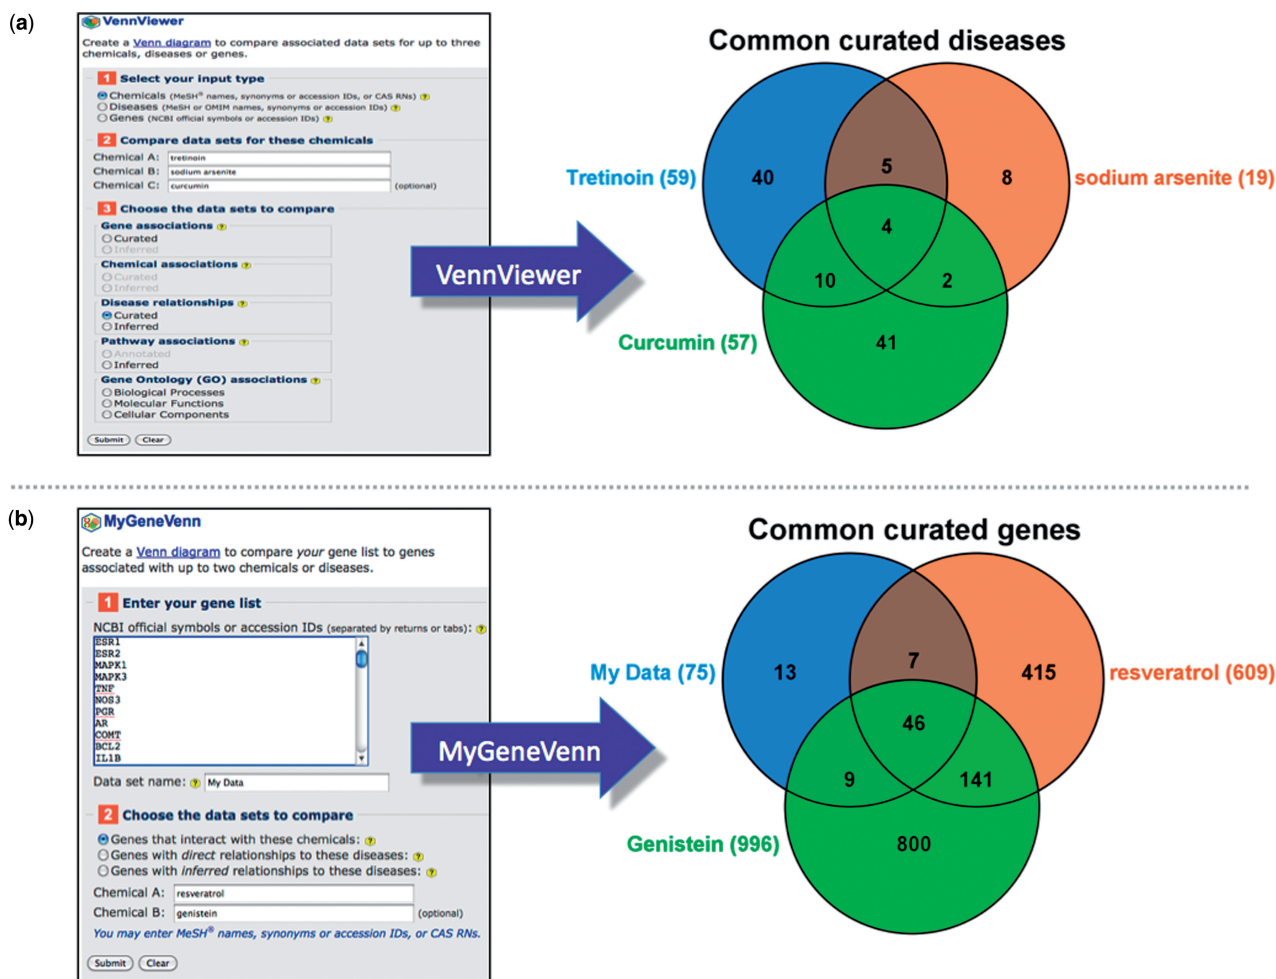 (a)
VennViewer
Create a Venn diagram to compare associated data sets for up to three
chemicals, diseases or genes.
1 Select your input type
Chemicals (MeSH® names, synonyms or accession IDs, or CAS RNs) ?
Diseases (MeSH or OMIM names, synonyms or accession IDs) ?
Genes (NCBI official symbols or accession IDs) ?
2 Compare data sets for these chemicals
Chemical A: tretinoin
Chemical B: sodium arsenite
Chemical C: curcumin (optional)
3 Choose the data sets to compare
Gene associations ?
Curated
Inferred
Chemical associations ?
Curated
Inferred
Disease relationships ?
Curated
Inferred
Pathway associations ?
Annotated
Inferred
Gene Ontology (GO) associations ?
Biological Processes
Molecular Functions
Cellular Components
Submit Clear
VennViewer
Common curated diseases
Tretinoin (59)
40
5
8
sodium arsenite (19)
4
10
2
Curcumin (57)
41
(b)
MyGeneVenn
Create a Venn diagram to compare your gene list to genes
associated with up to two chemicals or diseases.
1 Enter your gene list
NCBI official symbols or accession IDs (separated by returns or tabs): ?
ESR1
ESR2
MAPK1
MAPK3
TNF
NOS3
PGR
AR
COMT
BCL2
IL1B
Data set name: ? My Data
2 Choose the data sets to compare
Genes that interact with these chemicals: ?
Genes with direct relationships to these diseases: ?
Genes with inferred relationships to these diseases: ?
Chemical A: resveratrol
Chemical B: genistein (optional)
You may enter MeSH® names, synonyms or accession IDs, or CAS RNs.
Submit Clear
MyGeneVenn
Common curated genes
My Data (75)
13
7
415
resveratrol (609)
46
9
141
Genistein (996)
800